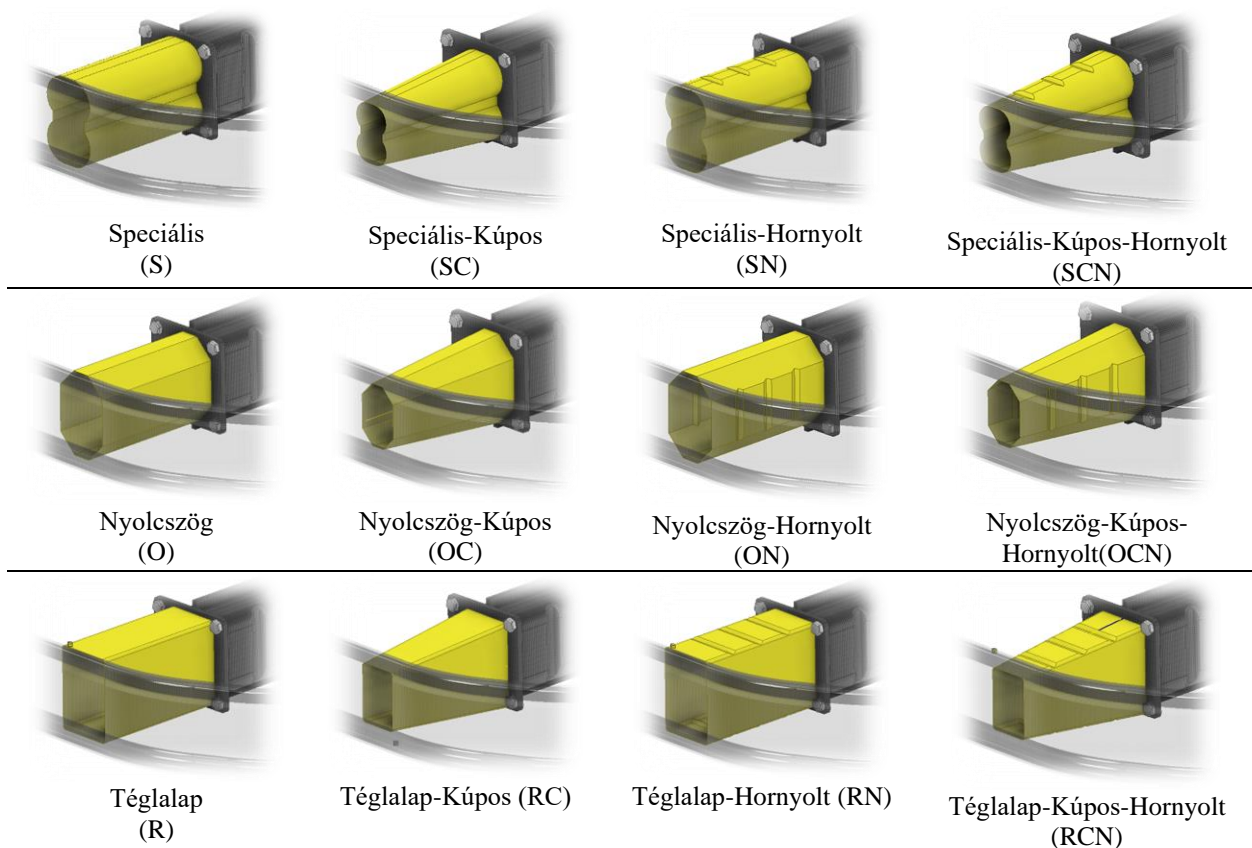 Speciális
(S)
Speciális-Kúpos
(SC)
Speciális-Hornyolt
(SN)
Speciális-Kúpos-Hornyolt
(SCN)
Nyolcszög
(O)
Nyolcszög-Kúpos
(OC)
Nyolcszög-Hornyolt
(ON)
Nyolcszög-Kúpos-
Hornyolt(OCN)
Téglalap
(R)
Téglalap-Kúpos (RC)
Téglalap-Hornyolt (RN)
Téglalap-Kúpos-Hornyolt
(RCN)